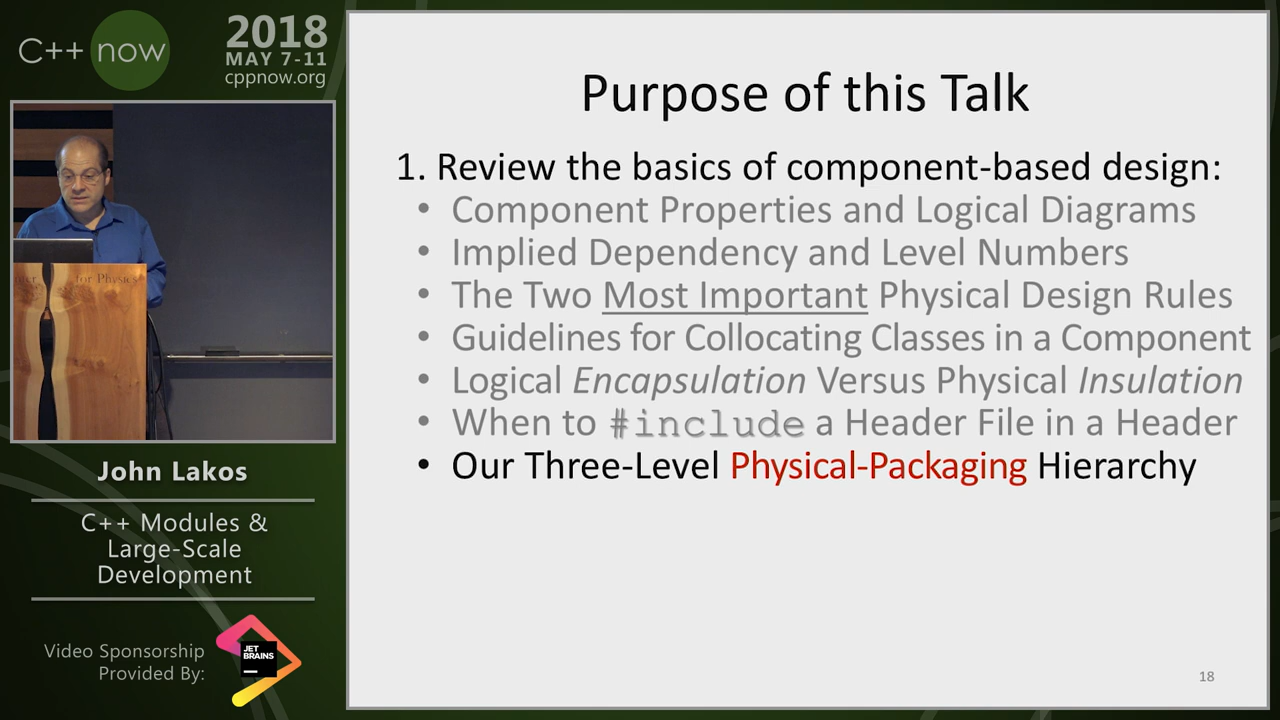 C++ now
2018
MAY 7-11
cppnow.org
for Physics
John Lakos
C++ Modules &
Large-Scale
Development
Video Sponsorship
Provided By:
JET
BRAINS
Purpose of this Talk
1. Review the basics of component-based design:
• Component Properties and Logical Diagrams
• Implied Dependency and Level Numbers
• The Two Most Important Physical Design Rules
• Guidelines for Collocating Classes in a Component
• Logical Encapsulation Versus Physical Insulation
• When to #include a Header File in a Header
• Our Three-Level Physical-Packaging Hierarchy
18